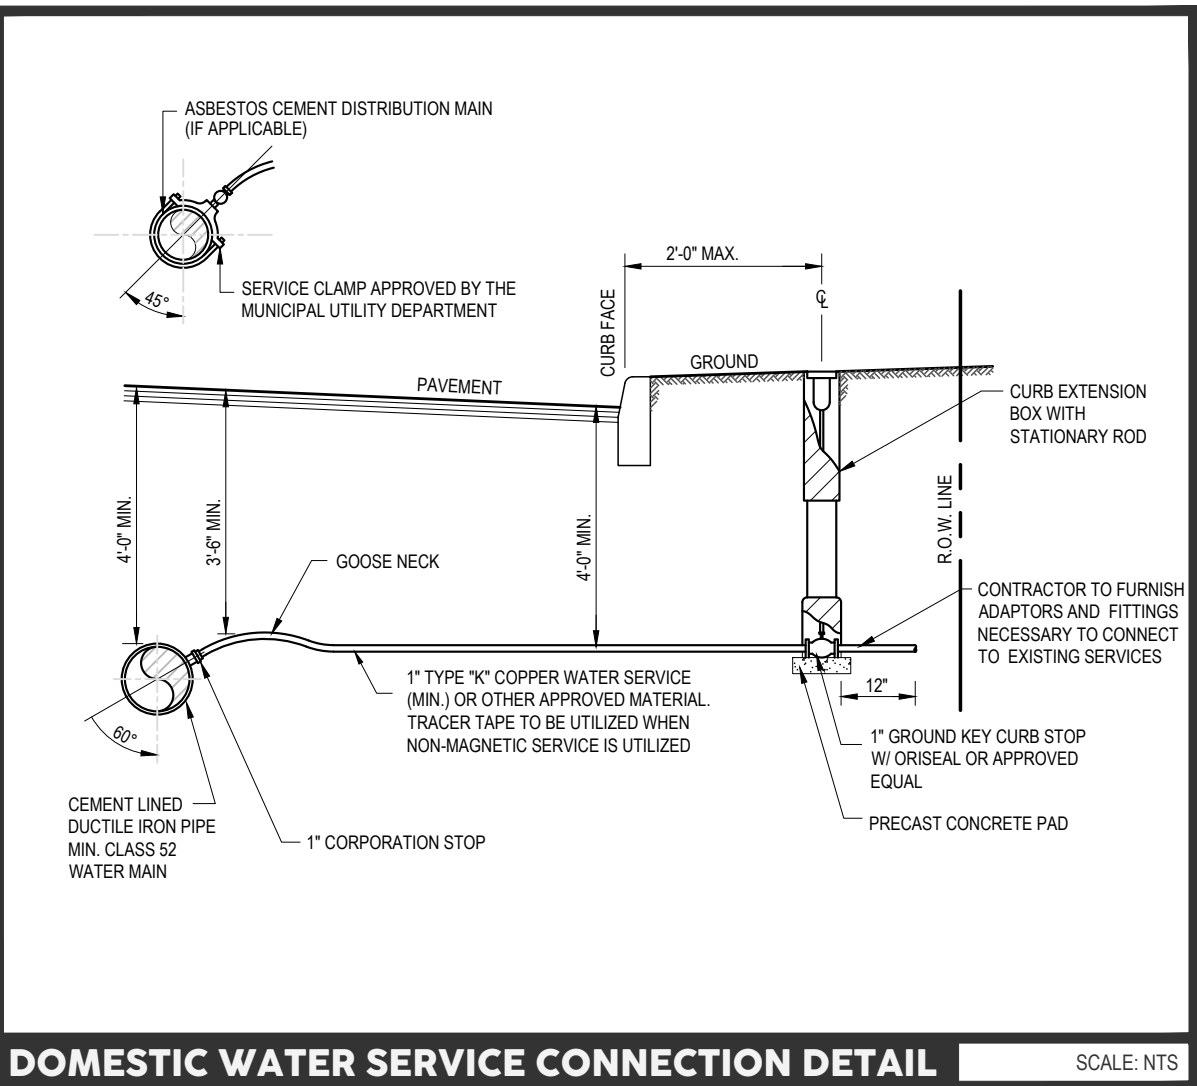 ASBESTOS CEMENT DISTRIBUTION MAIN
(IF APPLICABLE)
SERVICE CLAMP APPROVED BY THE
MUNICIPAL UTILITY DEPARTMENT
45°
2'-0" MAX.
CURB FACE
℄
GROUND
PAVEMENT
CURB EXTENSION
BOX WITH
STATIONARY ROD
4'-0" MIN.
3'-6" MIN.
4'-0" MIN.
R.O.W. LINE
GOOSE NECK
CONTRACTOR TO FURNISH
ADAPTORS AND FITTINGS
NECESSARY TO CONNECT
TO EXISTING SERVICES
1" TYPE "K" COPPER WATER SERVICE
(MIN.) OR OTHER APPROVED MATERIAL.
TRACER TAPE TO BE UTILIZED WHEN
NON-MAGNETIC SERVICE IS UTILIZED
12"
60°
1" GROUND KEY CURB STOP
W/ ORISEAL OR APPROVED
EQUAL
CEMENT LINED
DUCTILE IRON PIPE
MIN. CLASS 52
WATER MAIN
1" CORPORATION STOP
PRECAST CONCRETE PAD
DOMESTIC WATER SERVICE CONNECTION DETAIL
SCALE: NTS